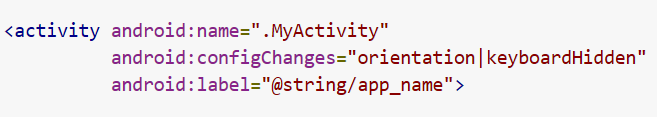 <activity android:name=".MyActivity"
android:configChanges="orientation|keyboardHidden"
android:label="@string/app_name">